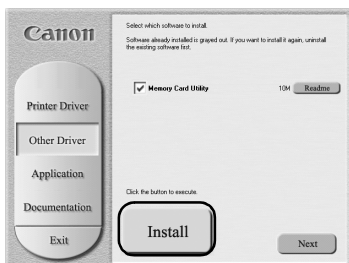 Canon
Select which software to install.
Software already installed is grayed out. If you want to install it again, uninstall
the existing software first.
Memory Card Utility
10M
Readme
Printer Driver
Other Driver
Application
Documentation
Exit
Click the button to execute.
Install
Next